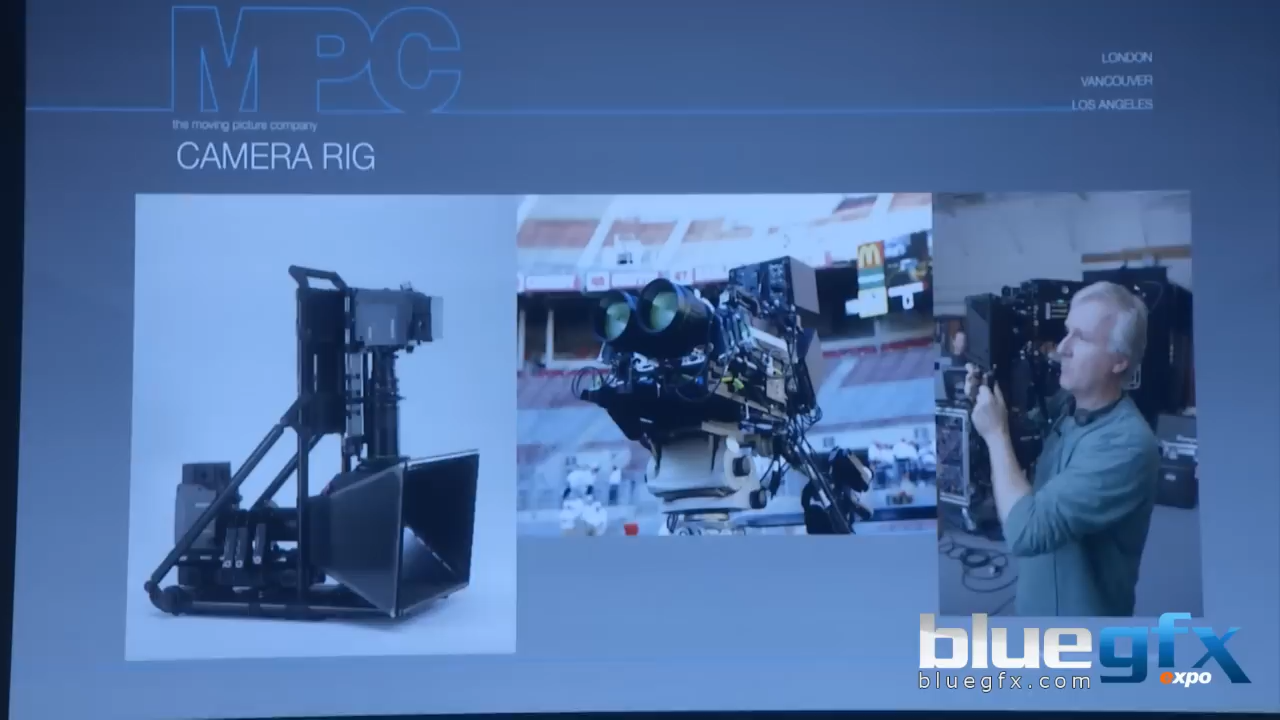 MPC
the moving picture company
LONDON
VANCOUVER
LOS ANGELES
CAMERA RIG
bluegfx
expo
bluegfx.com